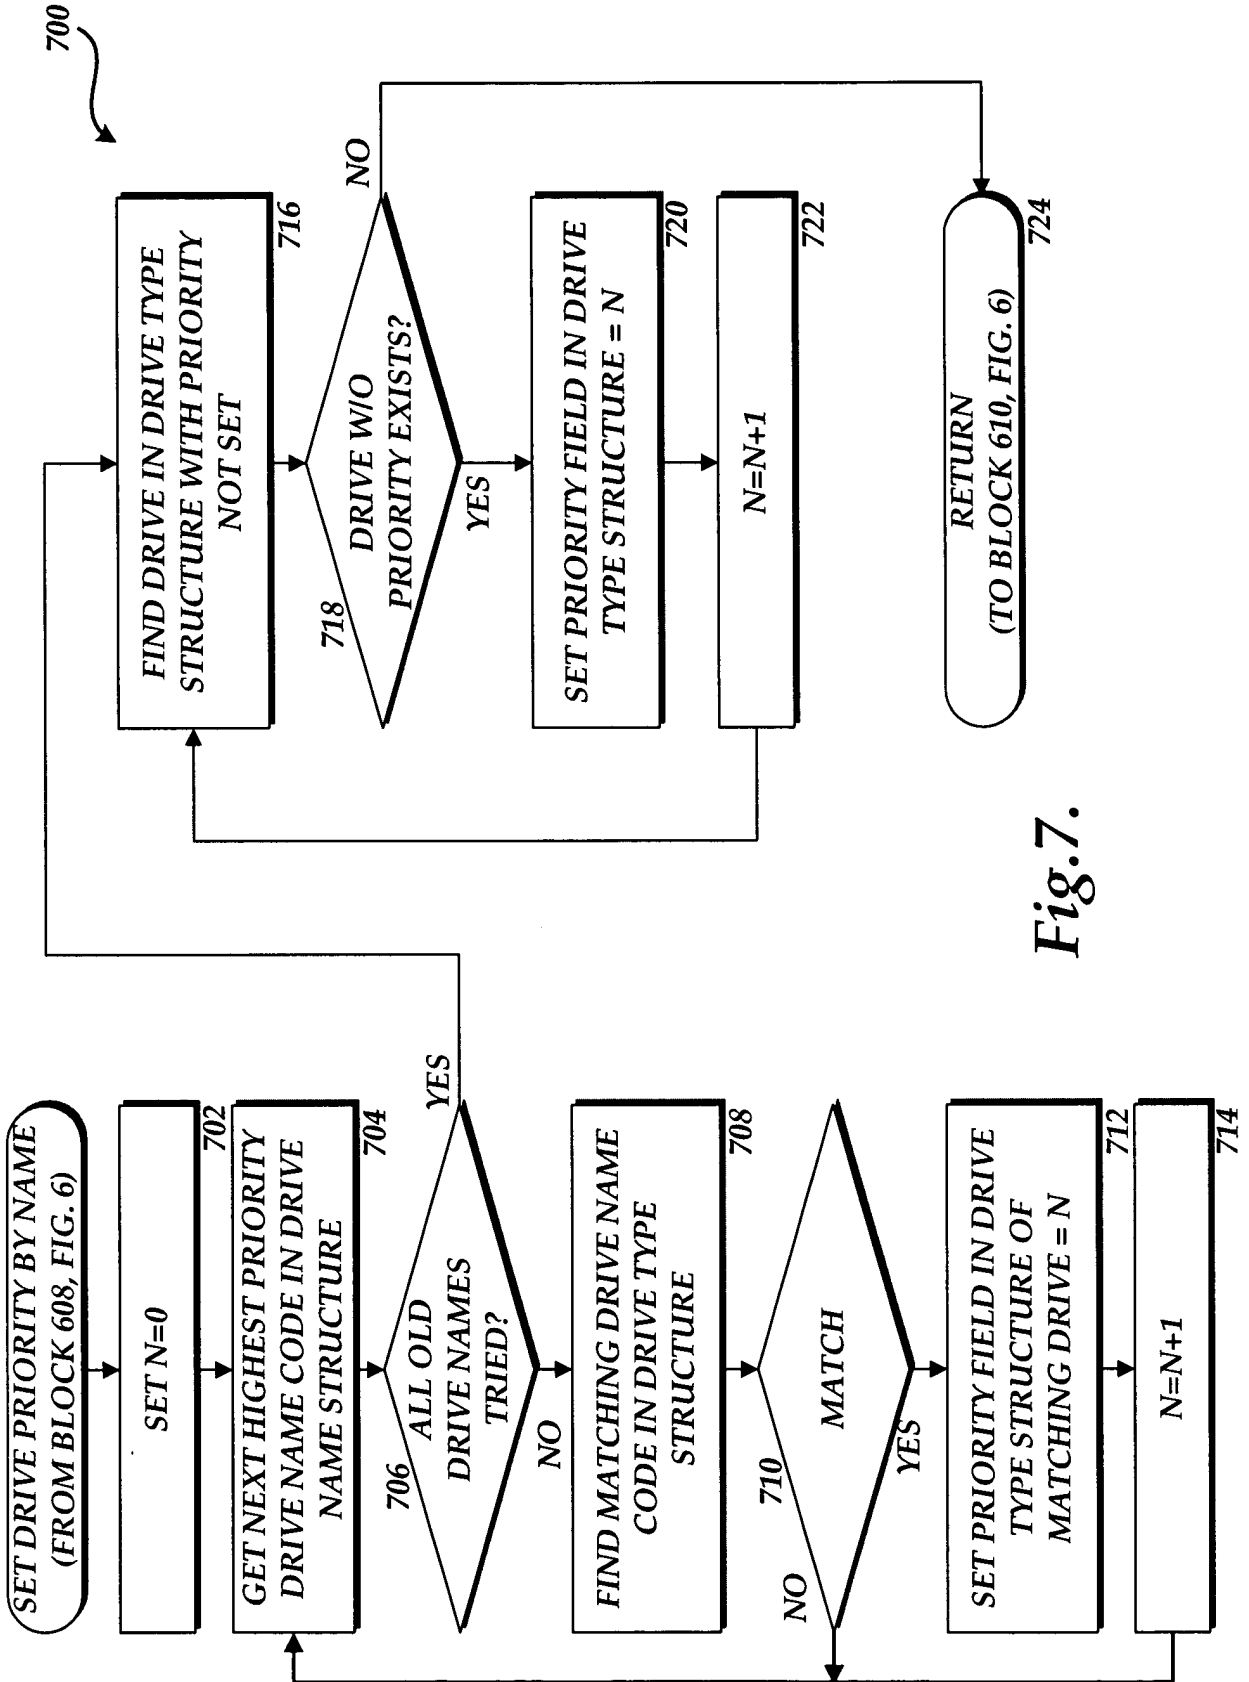 700
SET DRIVE PRIORITY BY NAME
(FROM BLOCK 608, FIG. 6)
SET N=0
702
GET NEXT HIGHEST PRIORITY
DRIVE NAME CODE IN DRIVE
NAME STRUCTURE
704
706
ALL OLD
DRIVE NAMES
TRIED?
YES
NO
FIND MATCHING DRIVE NAME
CODE IN DRIVE TYPE
STRUCTURE
708
710
MATCH
NO
YES
SET PRIORITY FIELD IN DRIVE
TYPE STRUCTURE OF
MATCHING DRIVE = N
712
N=N+1
714
FIND DRIVE IN DRIVE TYPE
STRUCTURE WITH PRIORITY
NOT SET
716
718
DRIVE W/O
PRIORITY EXISTS?
NO
YES
SET PRIORITY FIELD IN DRIVE
TYPE STRUCTURE = N
720
N=N+1
722
RETURN
(TO BLOCK 610, FIG. 6)
724
Fig.7.